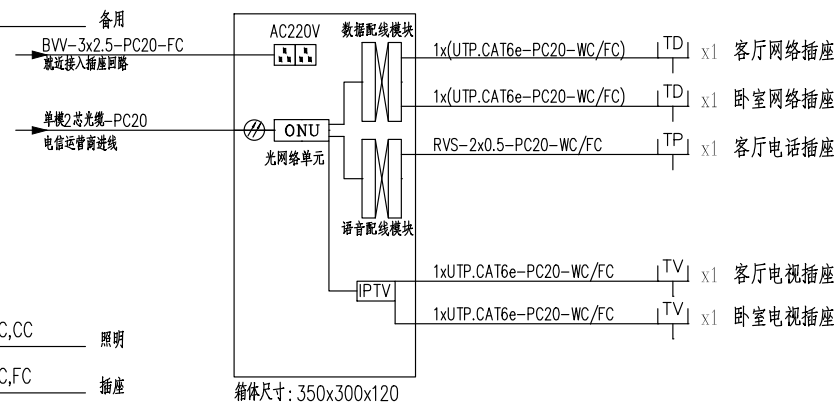 备用
BVV-3x2.5-PC20-FC
就近接入插座回路
单模2芯光缆-PC20
电信运营商进线
AC220V
数据配线模块
ONU
光网络单元
语音配线模块
IPTV
1x(UTP.CAT6e-PC20-WC/FC) TD x1 客厅网络插座
1x(UTP.CAT6e-PC20-WC/FC) TD x1 卧室网络插座
RVS-2x0.5-PC20-WC/FC TP x1 客厅电话插座
1xUTP.CAT6e-PC20-WC/FC TV x1 客厅电视插座
1xUTP.CAT6e-PC20-WC/FC TV x1 卧室电视插座
C,CC 照明
C,FC 插座
箱体尺寸: 350x300x120